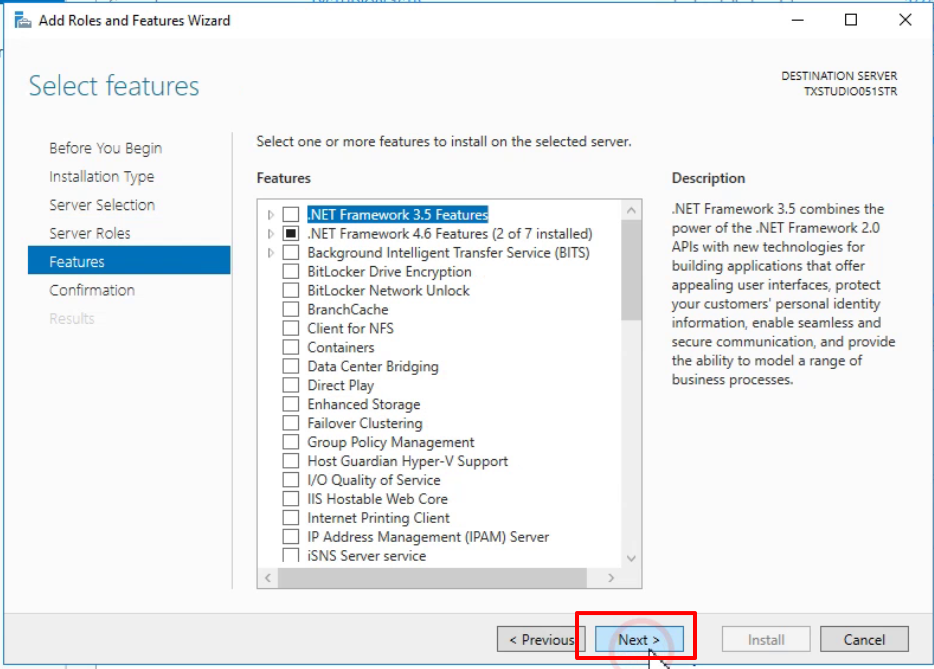 Add Roles and Features Wizard
Select features
DESTINATION SERVER
TXSTUDIO051STR
Before You Begin
Installation Type
Server Selection
Server Roles
Features
Confirmation
Results
Select one or more features to install on the selected server.
Features
.NET Framework 3.5 Features
.NET Framework 4.6 Features (2 of 7 installed)
Background Intelligent Transfer Service (BITS)
BitLocker Drive Encryption
BitLocker Network Unlock
BranchCache
Client for NFS
Containers
Data Center Bridging
Direct Play
Enhanced Storage
Failover Clustering
Group Policy Management
Host Guardian Hyper-V Support
I/O Quality of Service
IIS Hostable Web Core
Internet Printing Client
IP Address Management (IPAM) Server
iSNS Server service
Description
.NET Framework 3.5 combines the
power of the .NET Framework 2.0
APIs with new technologies for
building applications that offer
appealing user interfaces, protect
your customers' personal identity
information, enable seamless and
secure communication, and provide
the ability to model a range of
business processes.
< Previous
Next >
Install
Cancel